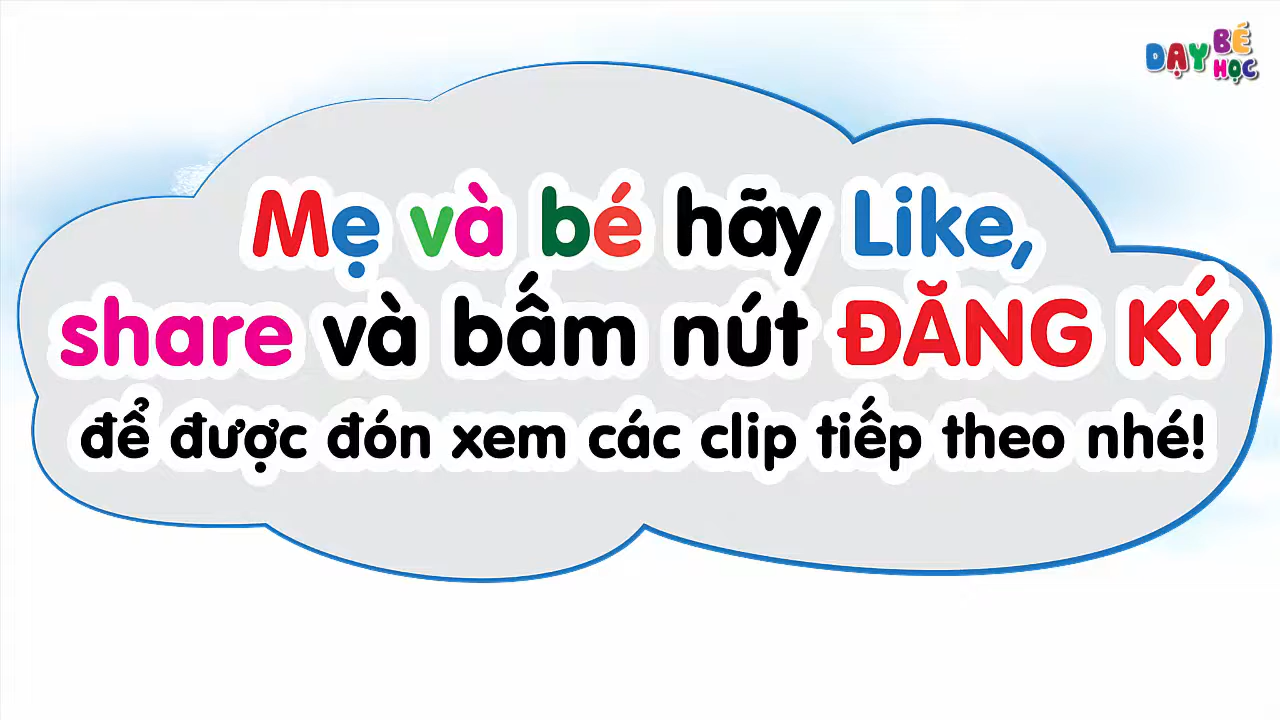 DẠY BÉ HỌC
Mẹ và bé hãy Like,
share và bấm nút ĐĂNG KÝ
để được đón xem các clip tiếp theo nhé!